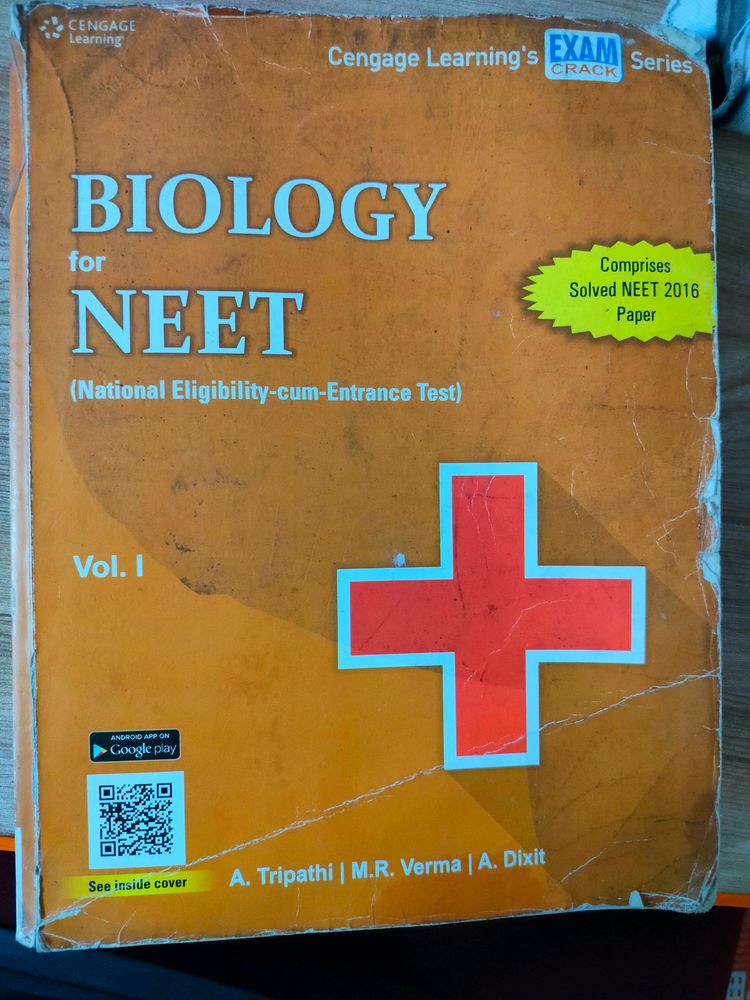 CENGAGE
Learning
Cengage Learning's EXAM CRACK Series
BIOLOGY
for
NEET
(National Eligibility-cum-Entrance Test)
Comprises
Solved NEET 2016
Paper
Vol. I
ANDROID APP ON
Google play
See inside cover
A. Tripathi | M.R. Verma | A. Dixit